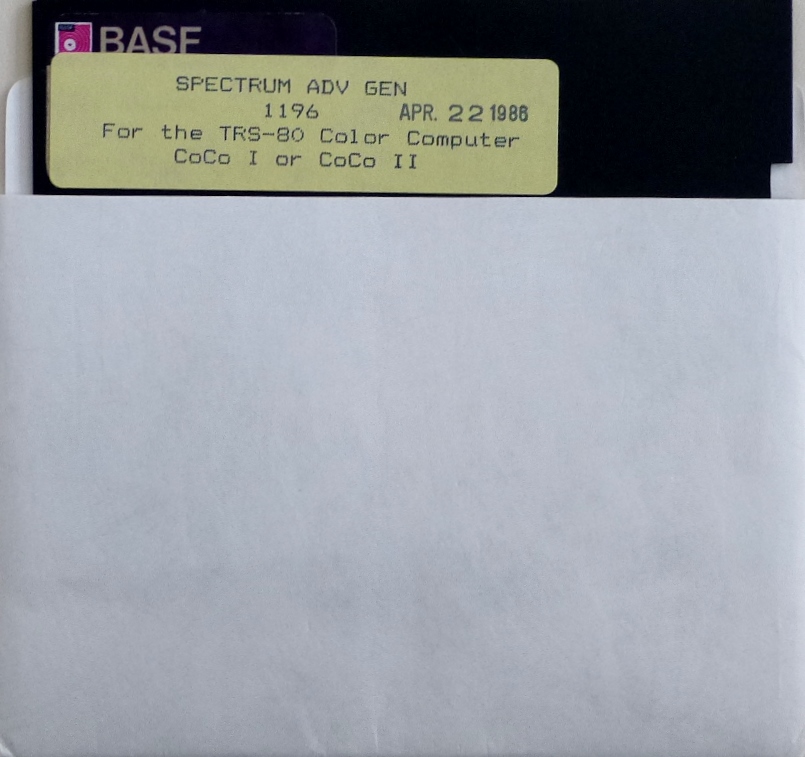 BASF
SPECTRUM ADV GEN
1196 APR. 22 1986
For the TRS-80 Color Computer
CoCo I or CoCo II